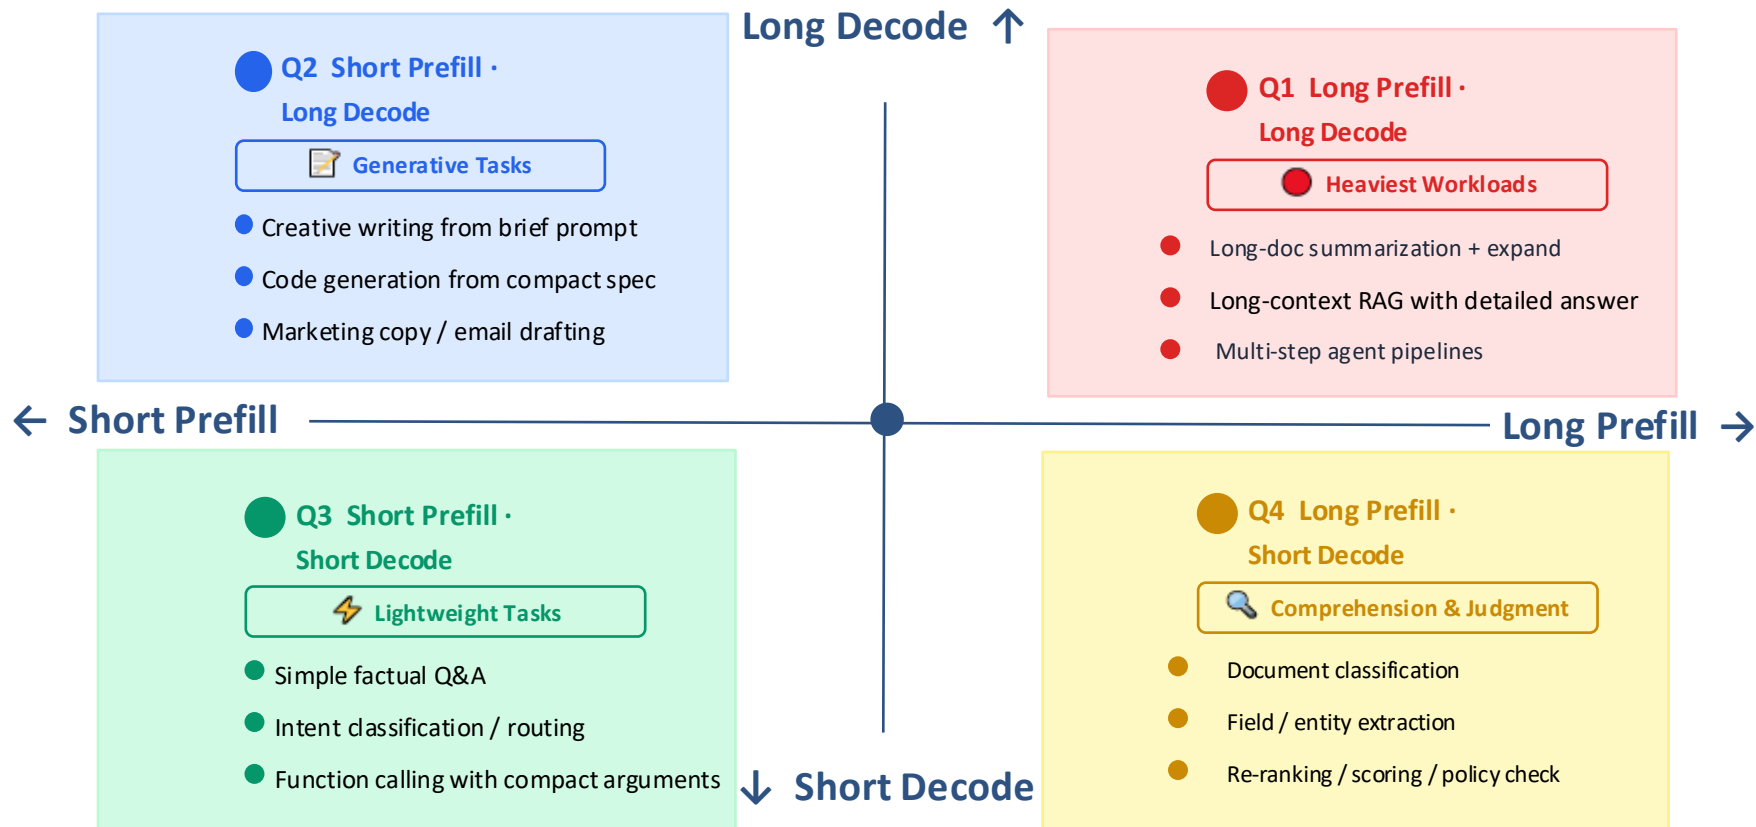 Long Decode ↑
Q2 Short Prefill ·
Long Decode
Generative Tasks
Creative writing from brief prompt
Code generation from compact spec
Marketing copy / email drafting
Q1 Long Prefill ·
Long Decode
Heaviest Workloads
Long-doc summarization + expand
Long-context RAG with detailed answer
Multi-step agent pipelines
← Short Prefill
Long Prefill →
Q3 Short Prefill ·
Short Decode
Lightweight Tasks
Simple factual Q&A
Intent classification / routing
Function calling with compact arguments
Q4 Long Prefill ·
Short Decode
Comprehension & Judgment
Document classification
Field / entity extraction
Re-ranking / scoring / policy check
↓ Short Decode